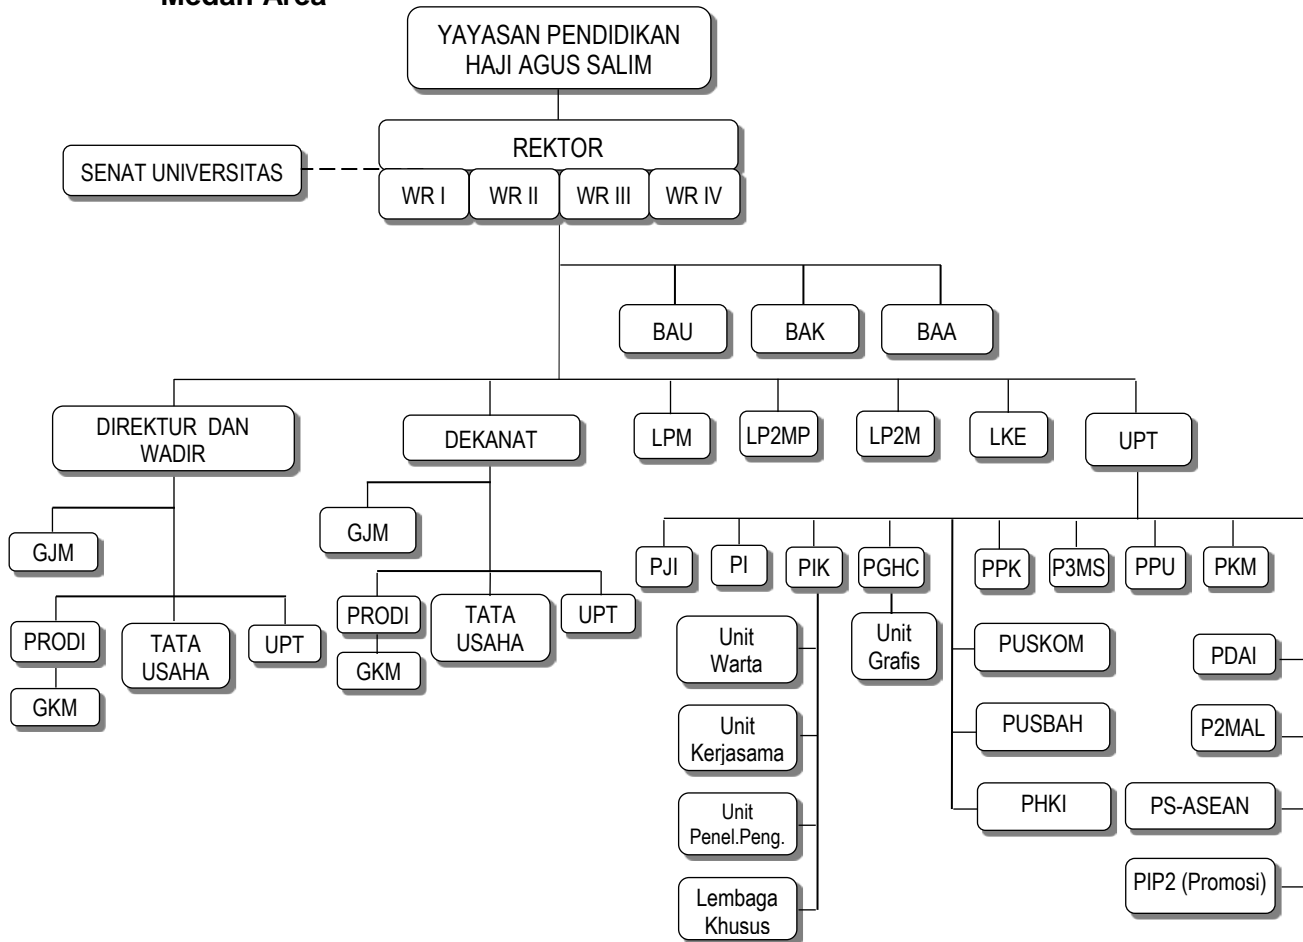 Medan Area
YAYASAN PENDIDIKAN
HAJI AGUS SALIM
REKTOR
SENAT UNIVERSITAS
WR I
WR II
WR III
WR IV
BAU
BAK
BAA
DIREKTUR DAN
WADIR
DEKANAT
LPM
LP2MP
LP2M
LKE
UPT
GJM
GJM
PJI
PI
PIK
PGHC
PPK
P3MS
PPU
PKM
PRODI
TATA
USAHA
UPT
GKM
PRODI
TATA
USAHA
UPT
GKM
Unit
Warta
Unit
Grafis
PUSKOM
PDAI
Unit
Kerjasama
PUSBAH
P2MAL
Unit
Penel.Peng.
PHKI
PS-ASEAN
Lembaga
Khusus
PIP2 (Promosi)